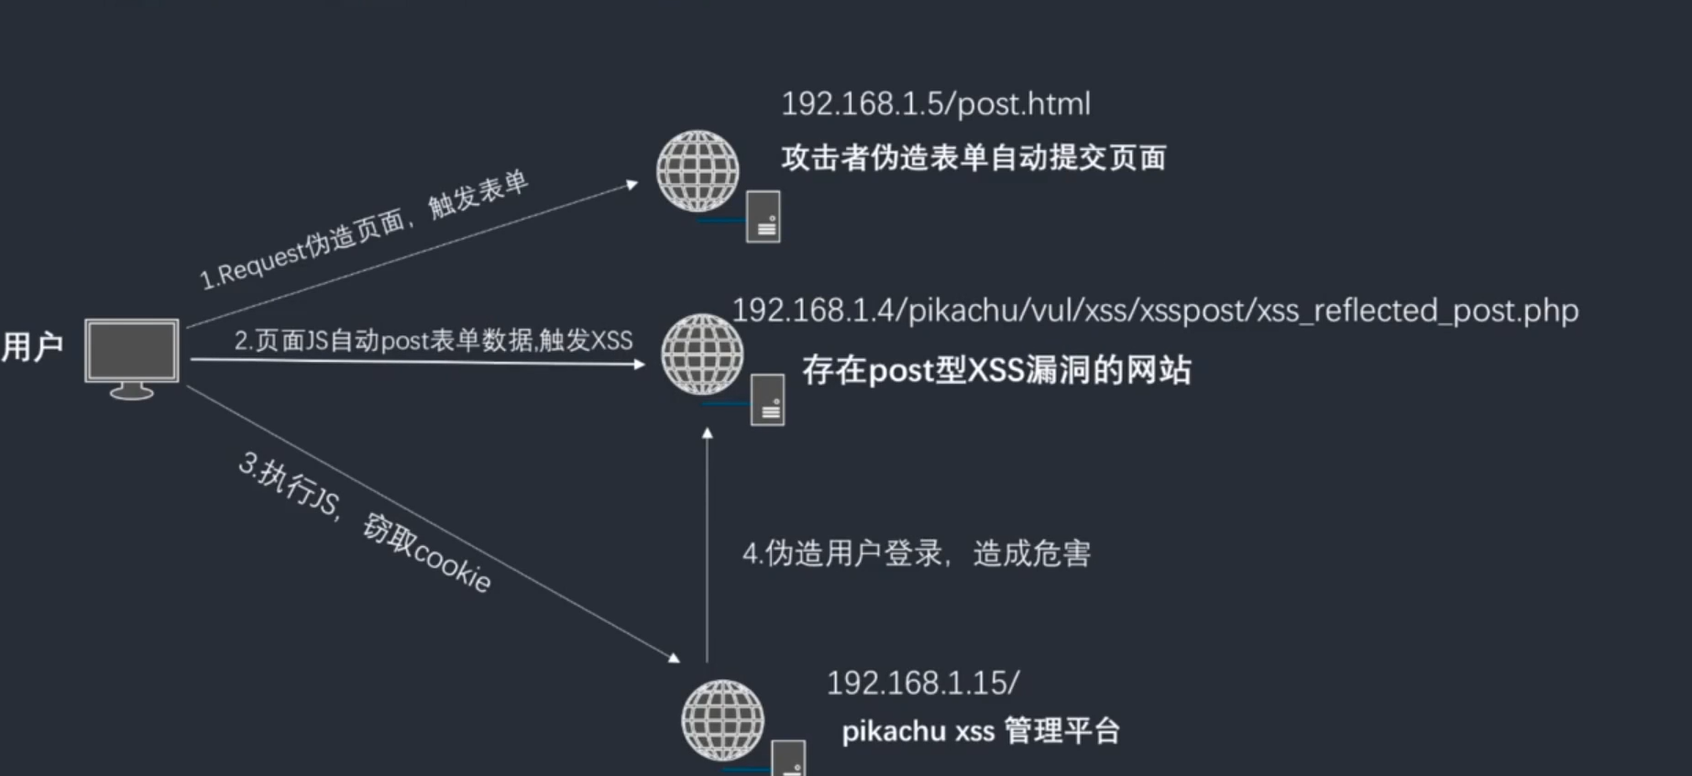 192.168.1.5/post.html
攻击者伪造表单自动提交页面
1.Request伪造页面，触发表单
192.168.1.4/pikachu/vul/xss/xsspost/xss_reflected_post.php
用户
2.页面JS自动post表单数据,触发XSS
存在post型XSS漏洞的网站
3.执行JS，窃取cookie
4.伪造用户登录，造成危害
192.168.1.15/
pikachu xss 管理平台